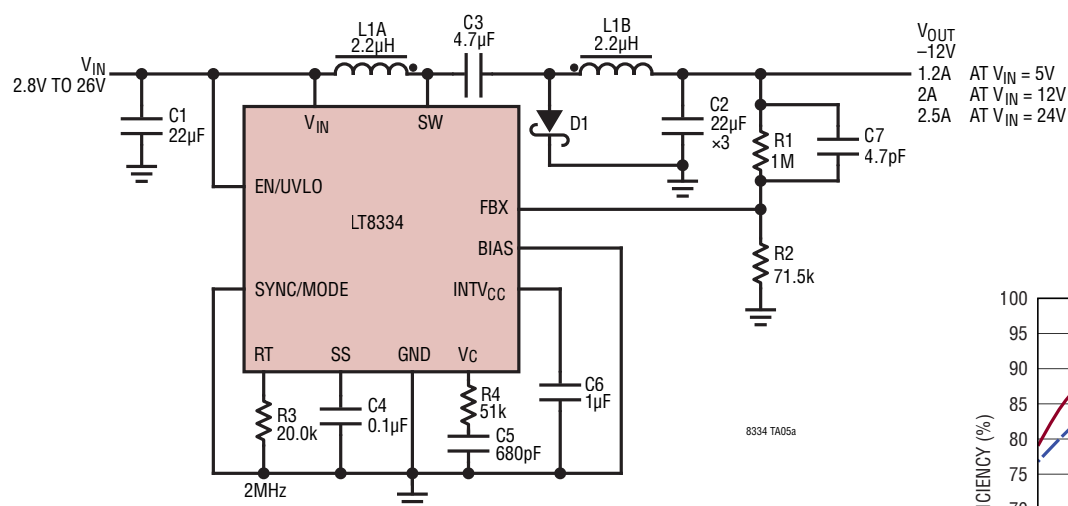 L1A
2.2µH
C3
4.7µF
L1B
2.2µH
VOUT
–12V
1.2A AT VIN = 5V
2A AT VIN = 12V
2.5A AT VIN = 24V
VIN
2.8V TO 26V
C1
22µF
VIN
SW
D1
C2
22µF
×3
R1
1M
C7
4.7pF
EN/UVLO
FBX
LT8334
BIAS
R2
71.5k
SYNC/MODE
INTVCC
RT
SS
GND
VC
R3
20.0k
C4
0.1µF
R4
51k
C5
680pF
C6
1µF
2MHz
8334 TA05a
100
95
90
85
80
75
(%)